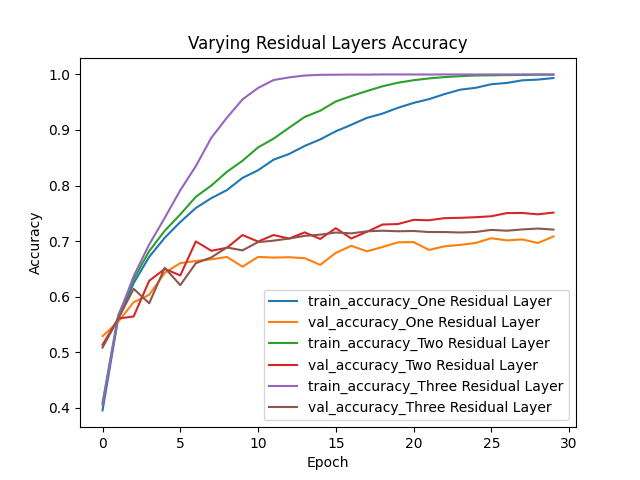 Varying Residual Layers Accuracy
Accuracy
1.0
0.9
0.8
0.7
0.6
0.5
0.4
train_accuracy_One Residual Layer
val_accuracy_One Residual Layer
train_accuracy_Two Residual Layer
val_accuracy_Two Residual Layer
train_accuracy_Three Residual Layer
val_accuracy_Three Residual Layer
0 5 10 15 20 25 30
Epoch